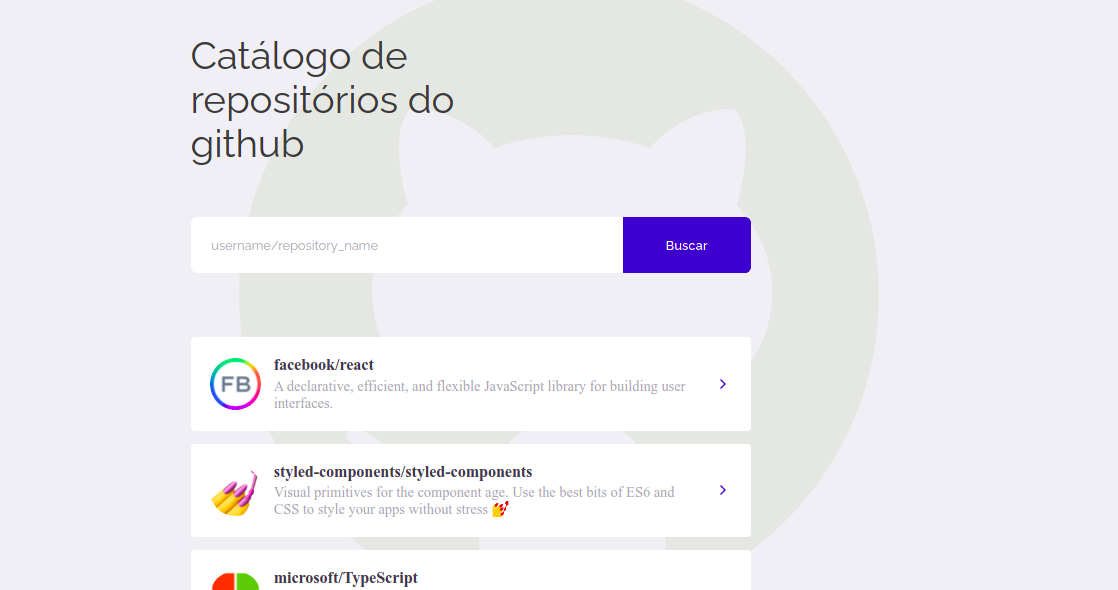 Catálogo de
repositórios do
github
username/repository_name
Buscar
FB
facebook/react
A declarative, efficient, and flexible JavaScript library for building user
interfaces.
styled-components/styled-components
Visual primitives for the component age. Use the best bits of ES6 and
CSS to style your apps without stress 💅
microsoft/TypeScript